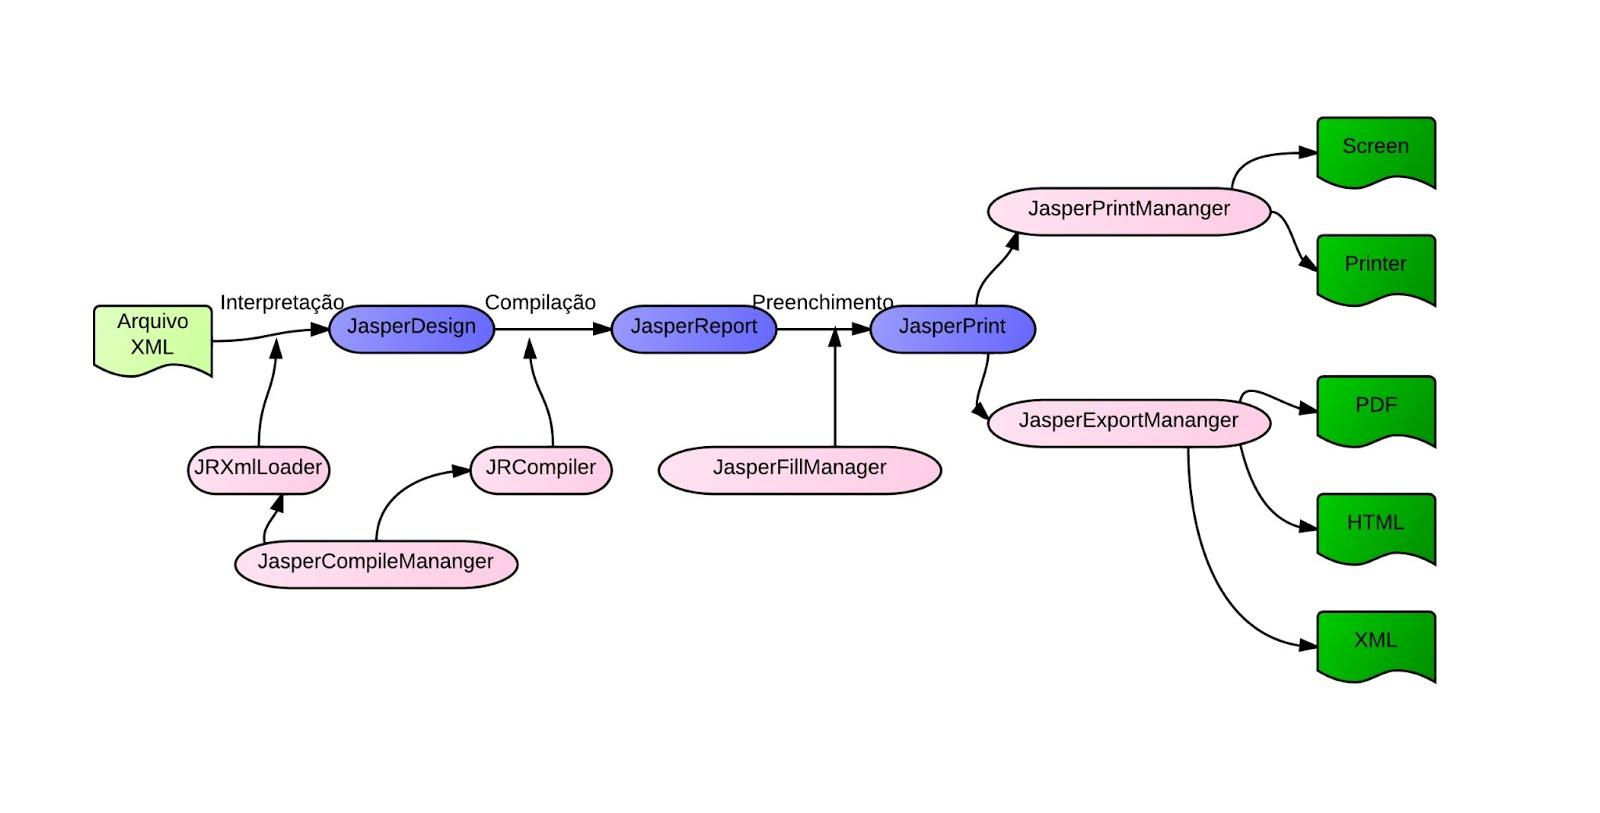 Screen
JasperPrintMananger
Printer
Interpretação
Compilação
Preenchimento
Arquivo
XML
JasperDesign
JasperReport
JasperPrint
PDF
JasperExportMananger
JRXmlLoader
JRCompiler
JasperFillManager
HTML
JasperCompileMananger
XML